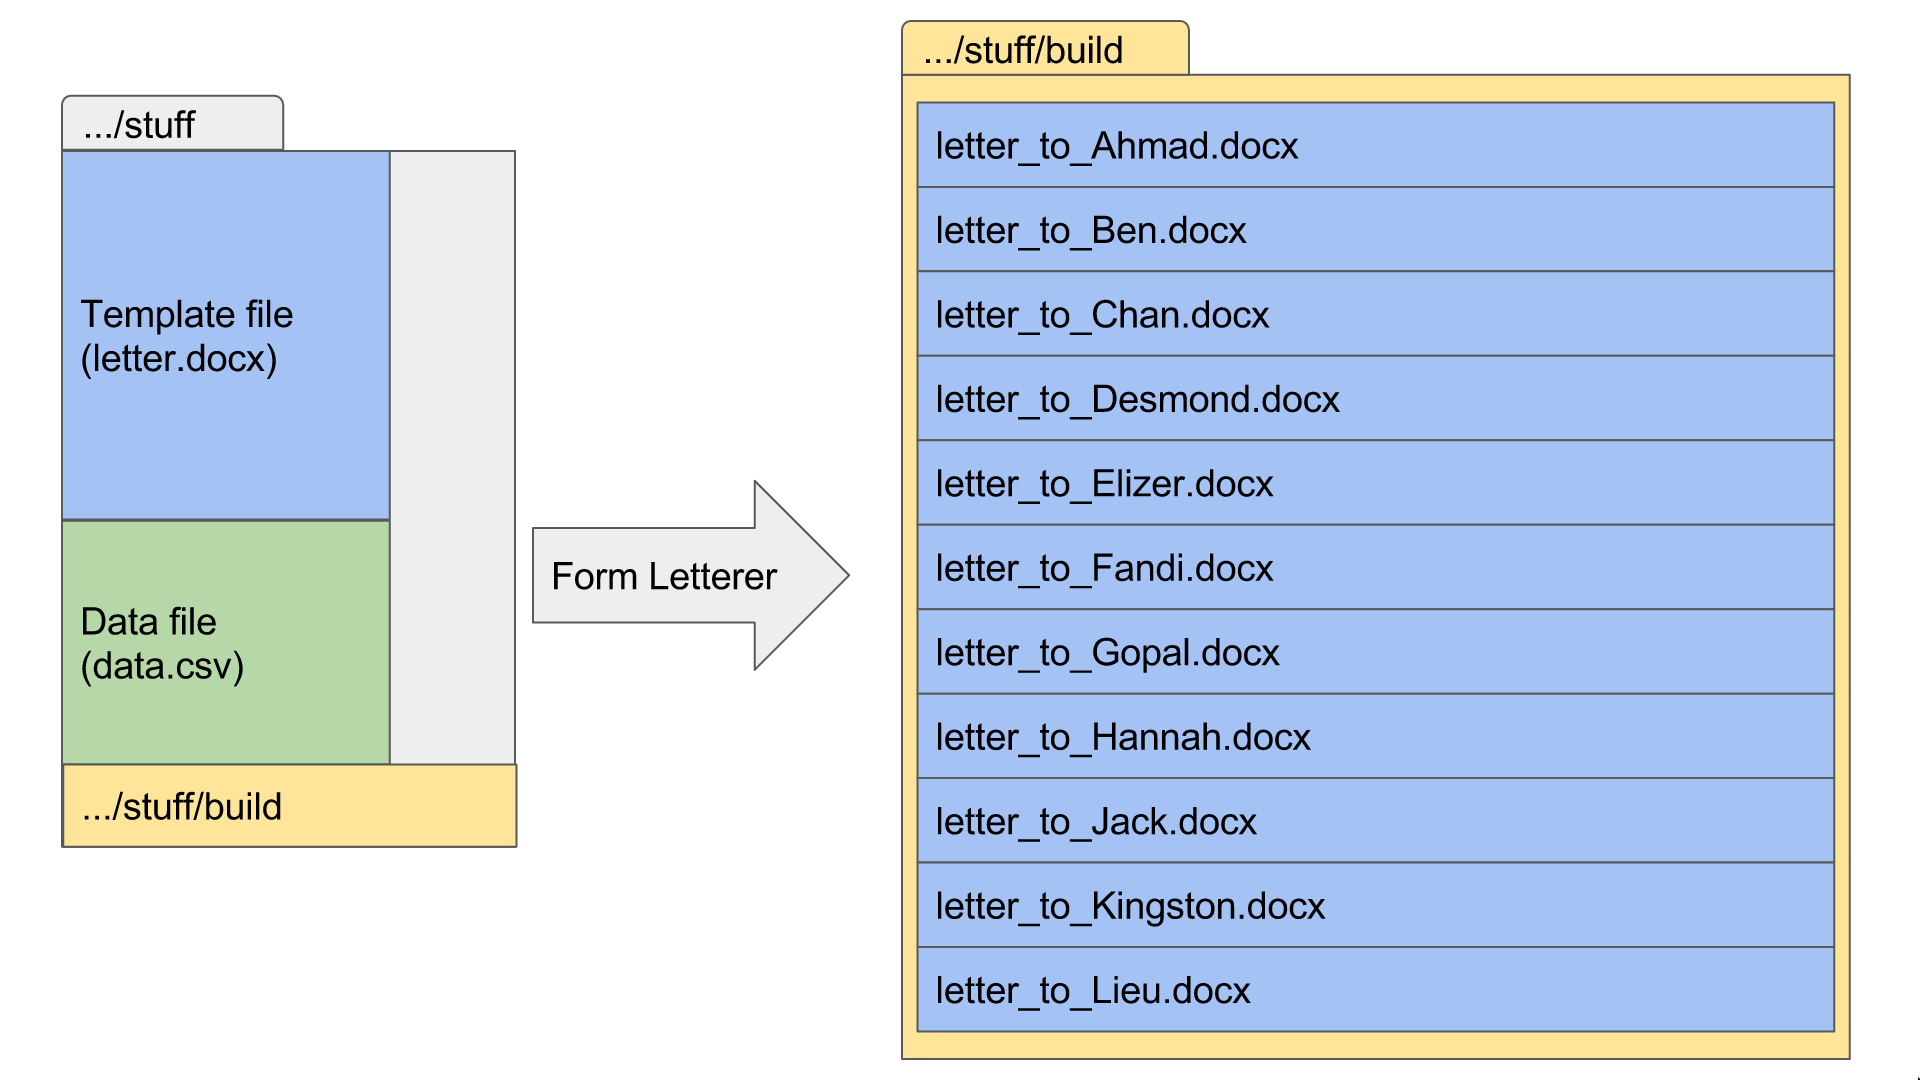 .../stuff
Template file
(letter.docx)
Data file
(data.csv)
.../stuff/build
Form Letterer
.../stuff/build
letter_to_Ahmad.docx
letter_to_Ben.docx
letter_to_Chan.docx
letter_to_Desmond.docx
letter_to_Elizer.docx
letter_to_Fandi.docx
letter_to_Gopal.docx
letter_to_Hannah.docx
letter_to_Jack.docx
letter_to_Kingston.docx
letter_to_Lieu.docx